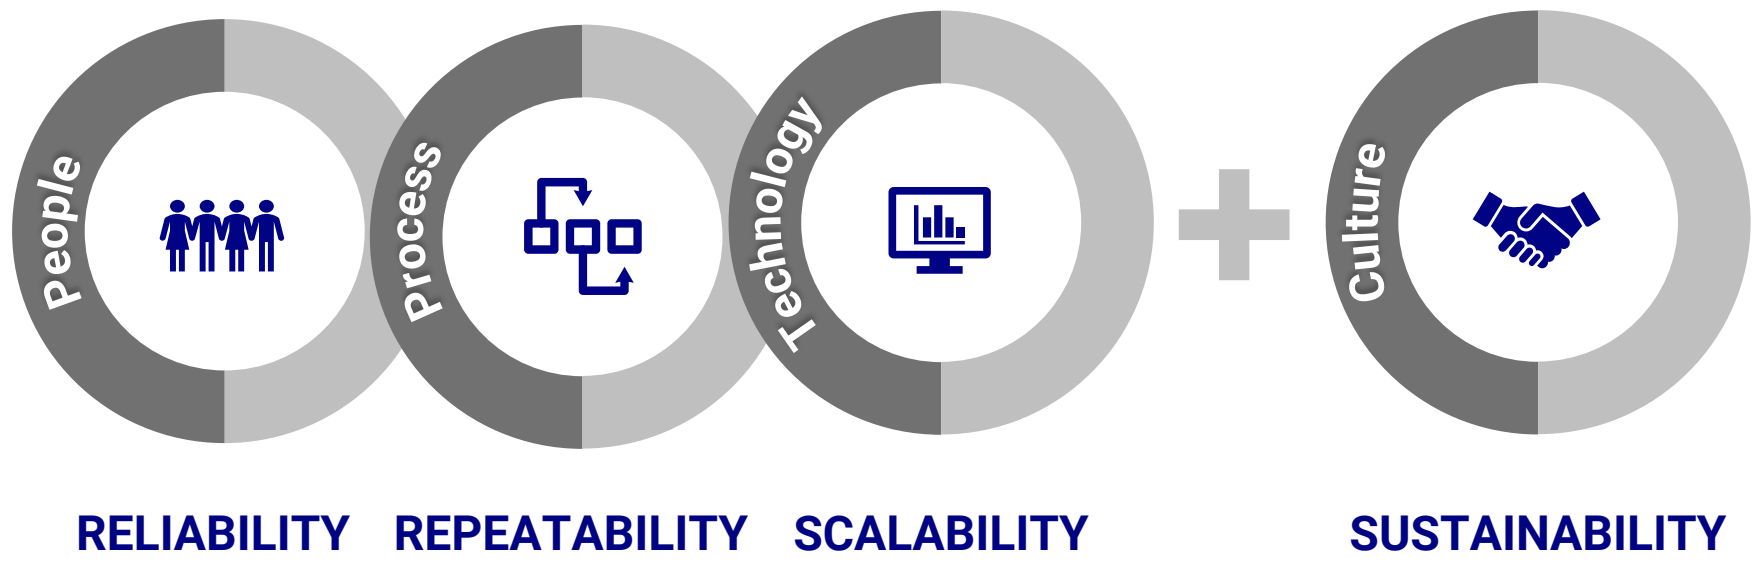 People
Process
Technology
Culture
RELIABILITY
REPEATABILITY
SCALABILITY
SUSTAINABILITY